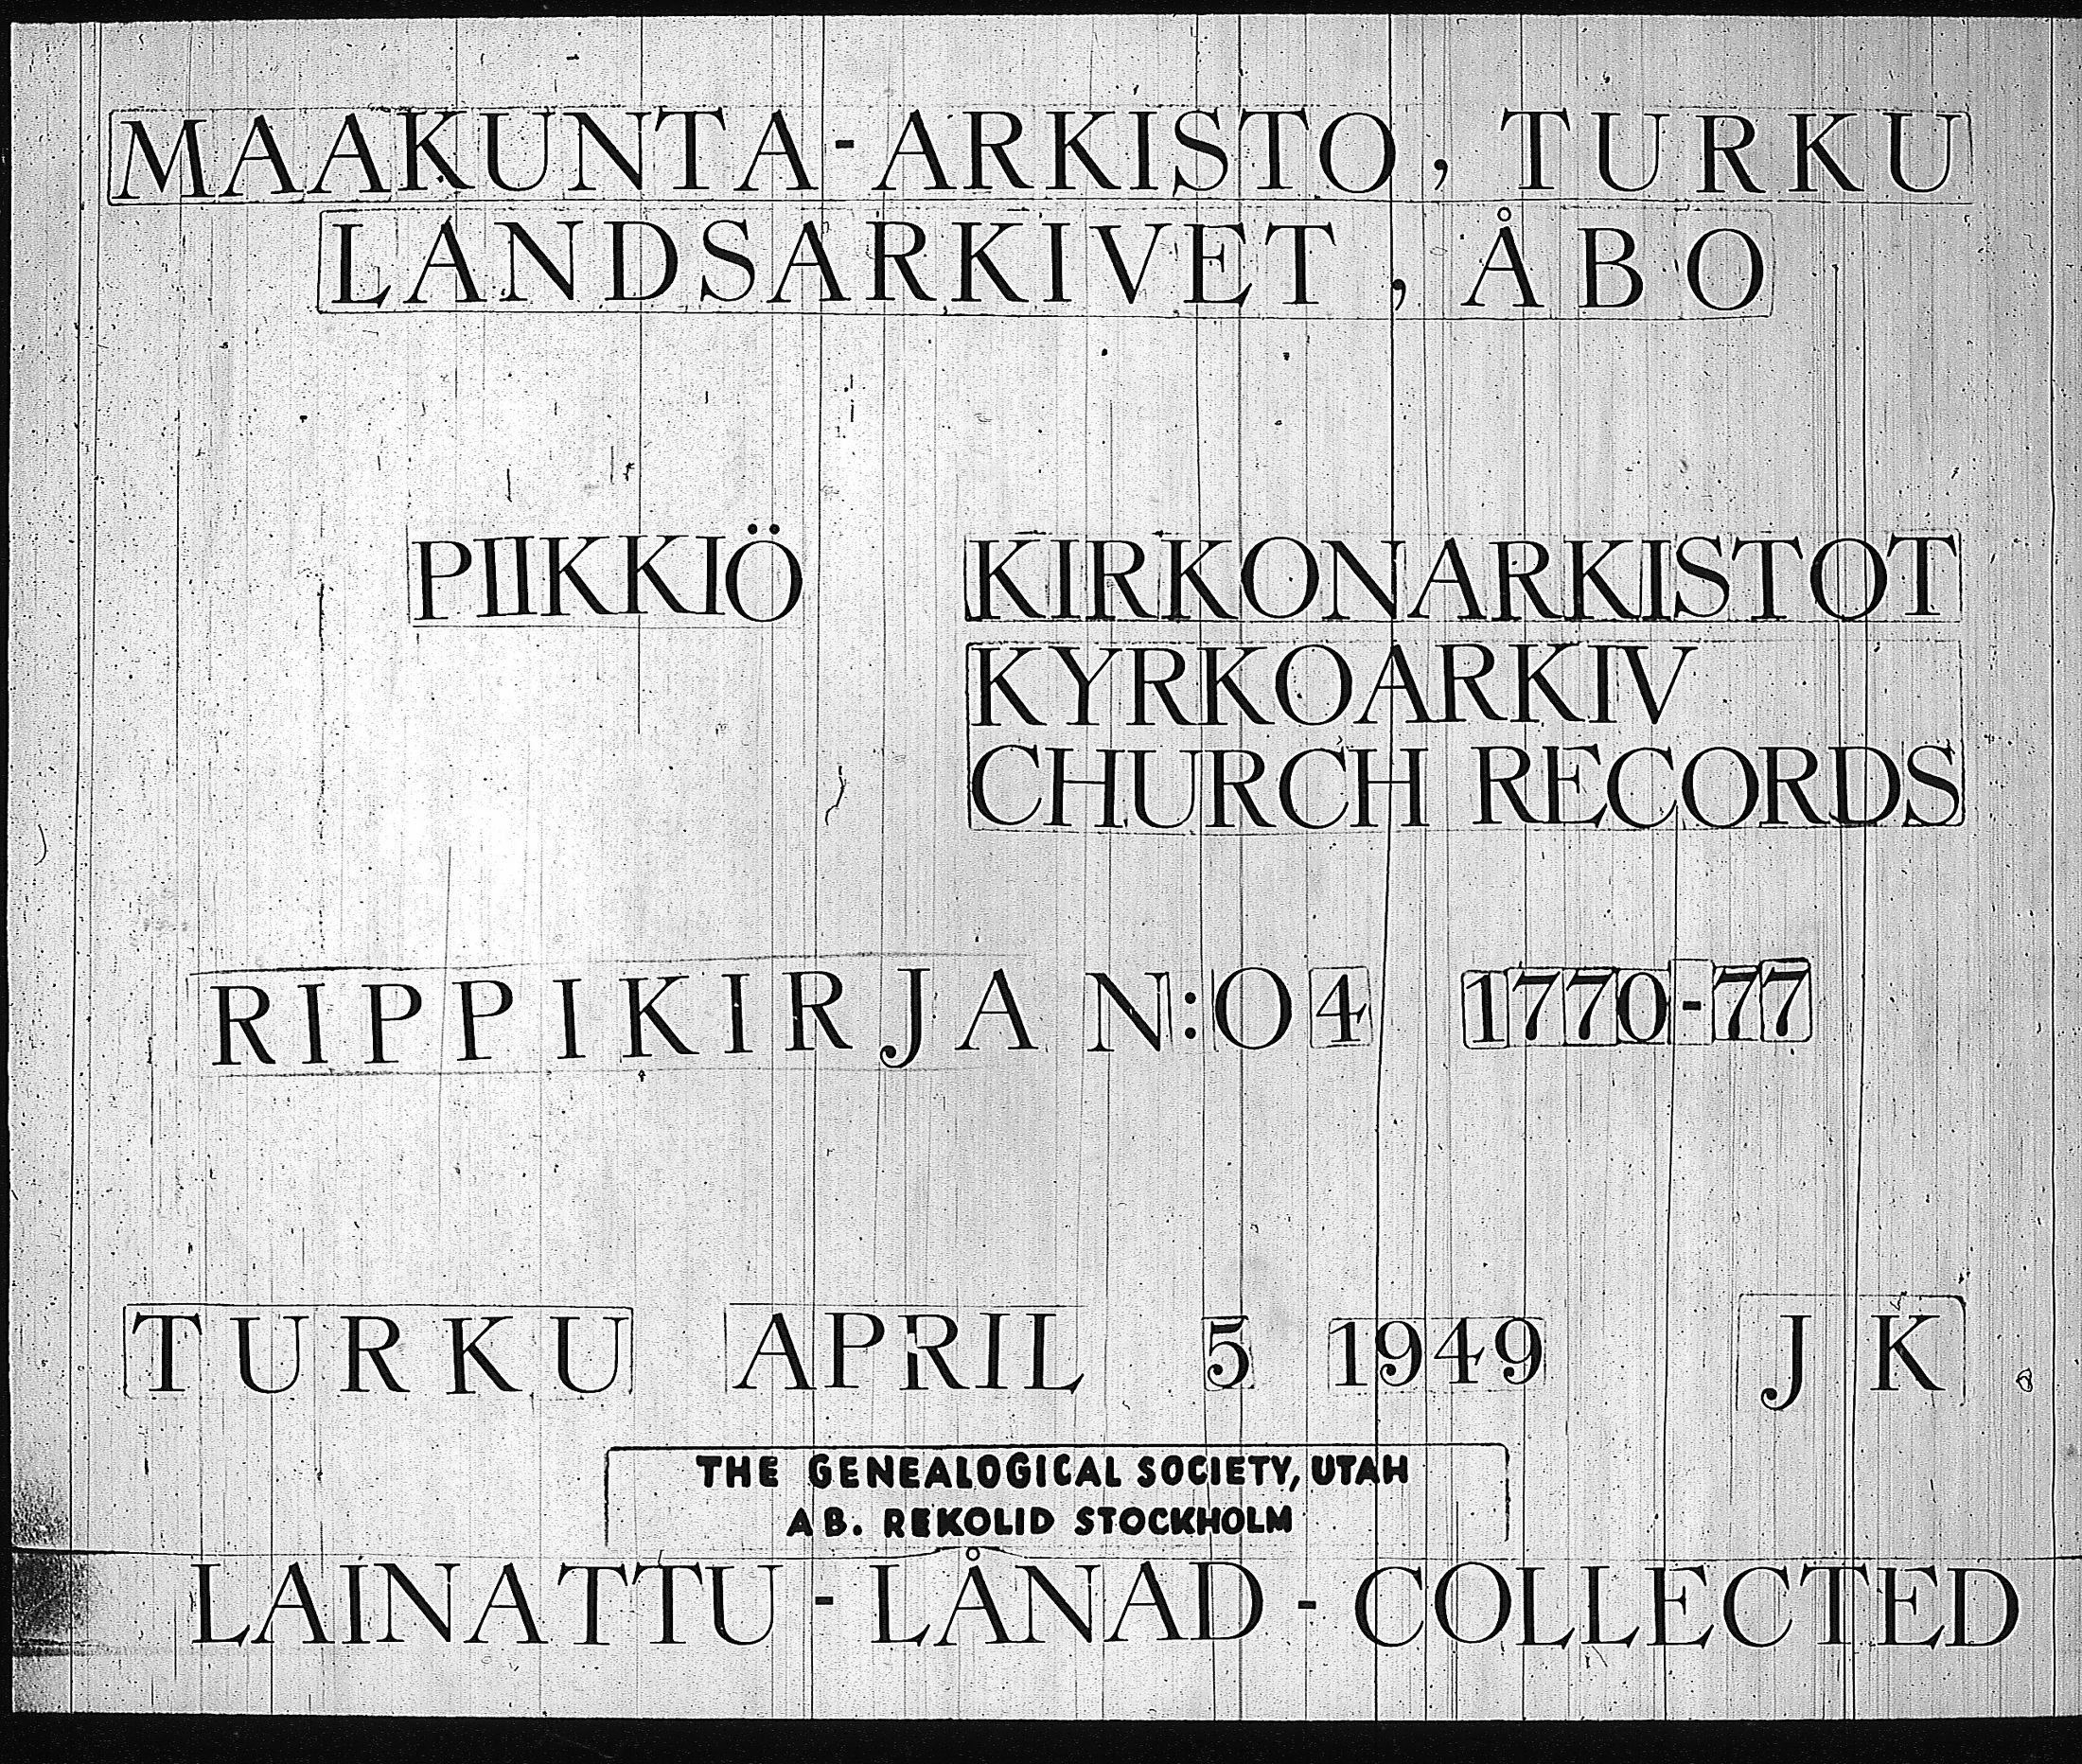 MAAKUNTA-ARKISTO, TURKU
LANDSARKIVET, ÅBO
PIIKKIÖ KIRKONARKISTOT
KYRKOARKIV
CHURCH RECORDS
RIPPIKIRJA N:O 4 1770-77
TURKU APRIL 5 1949 J K
THE GENEALOGICAL SOCIETY, UTAH
AB. REKOLID STOCKHOLM
LAINATTU - LÅNAD - COLLECTED